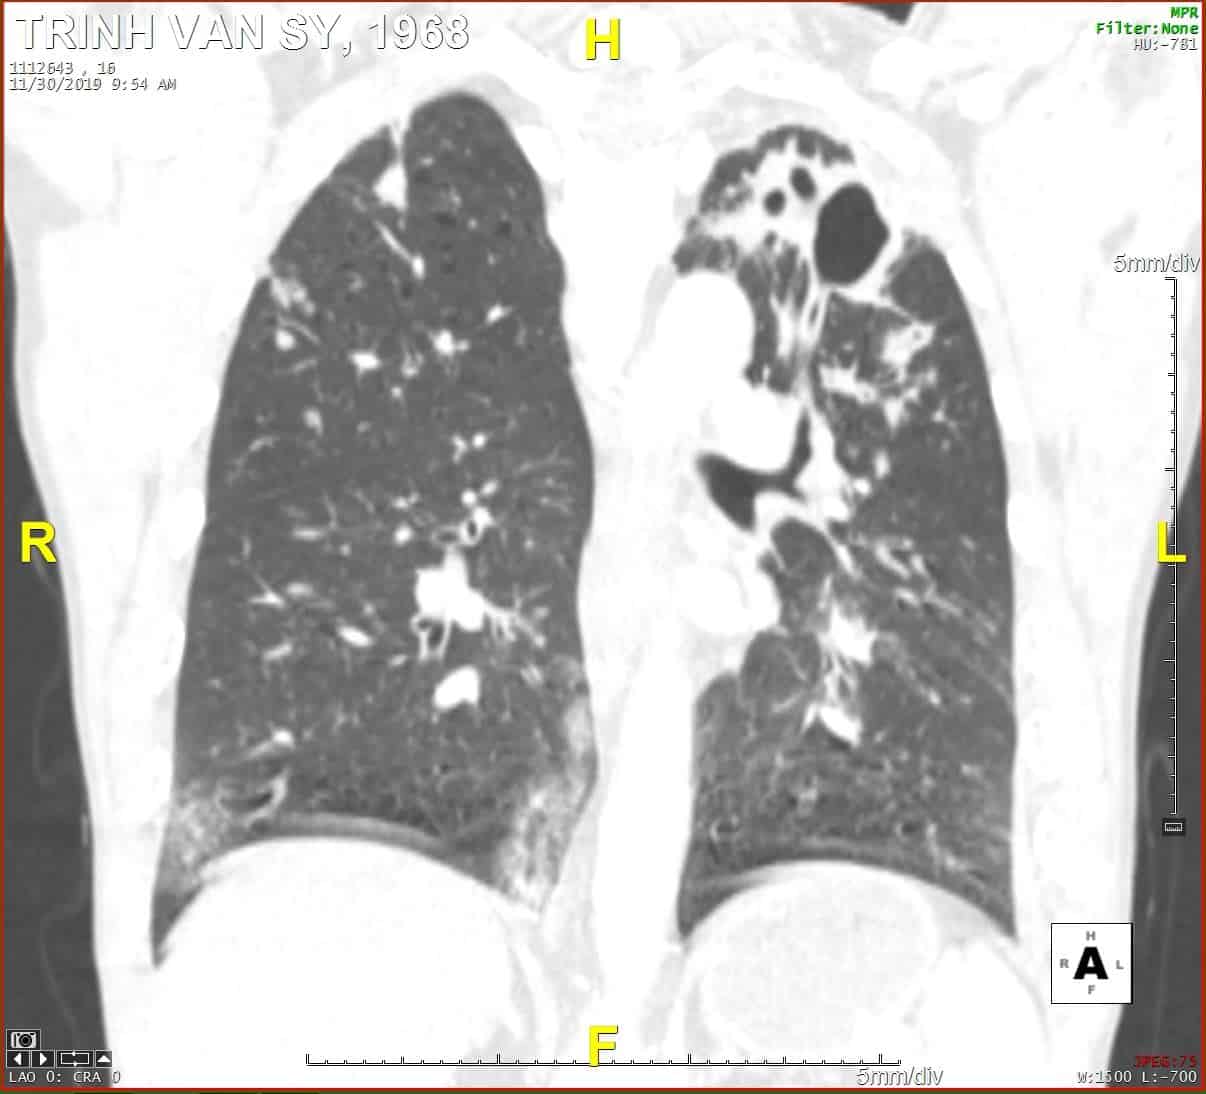 TRINH VAN SY, 1968
1112643 , 16
11/30/2019 9:54 AM
H
MPR
Filter:None
HU:-781
5mm/div
R
L
H
R A L
F
F
LAO 0: CRA 0
5mm/div
JPEG:75
W:1500 L:-700